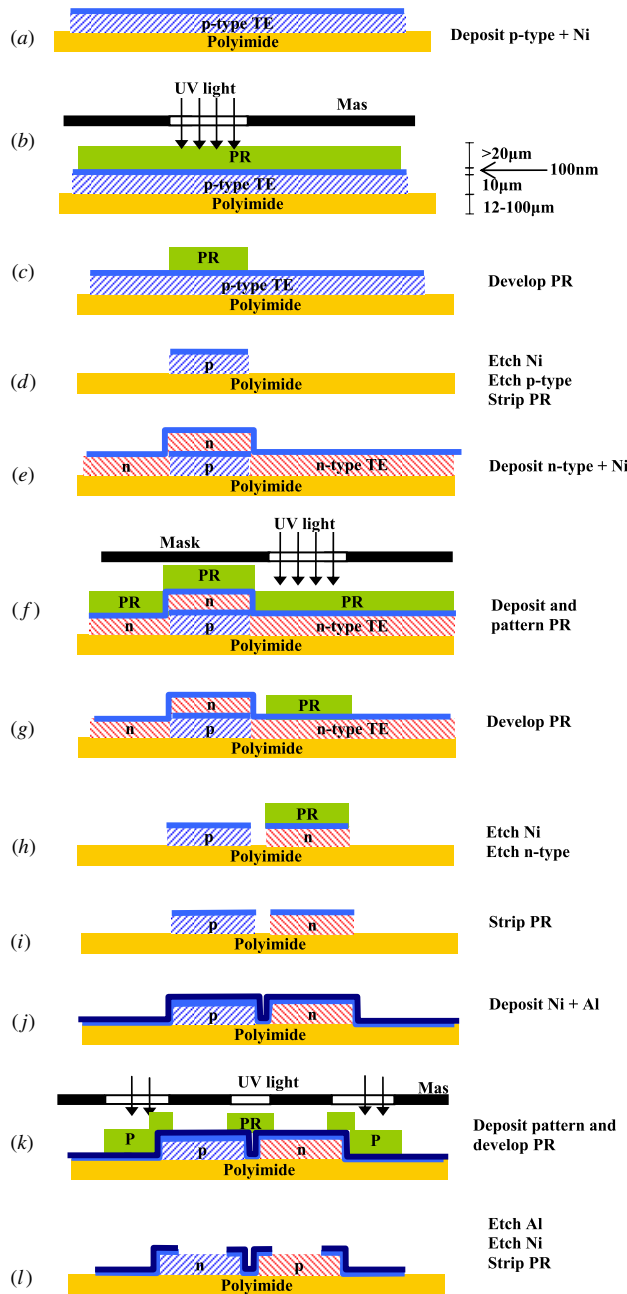 p-type TE
(a)
Polyimide
Deposit p-type + Ni
UV light
Mas
(b)
PR
p-type TE
Polyimide
>20μm
100nm
10μm
12-100μm
PR
(c)
p-type TE
Polyimide
Develop PR
p
(d)
Polyimide
Etch Ni
Etch p-type
Strip PR
n
(e)
n
p
n-type TE
Polyimide
Deposit n-type + Ni
Mask
UV light
PR
(f)
PR
n
PR
n
p
n-type TE
Polyimide
Deposit and
pattern PR
n
PR
(g)
n
p
n-type TE
Polyimide
Develop PR
PR
(h)
p
n
Polyimide
Etch Ni
Etch n-type
(i)
p
n
Polyimide
Strip PR
(j)
p
n
Polyimide
Deposit Ni + Al
UV light
Mas
PR
(k)
P
P
p
n
Polyimide
Deposit pattern and
develop PR
(l)
n
p
Polyimide
Etch Al
Etch Ni
Strip PR